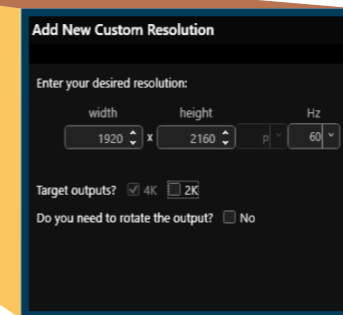 Add New Custom Resolution
Enter your desired resolution:
width height Hz
1920 x 2160 p 60
Target outputs? 4K 2K
Do you need to rotate the output? No